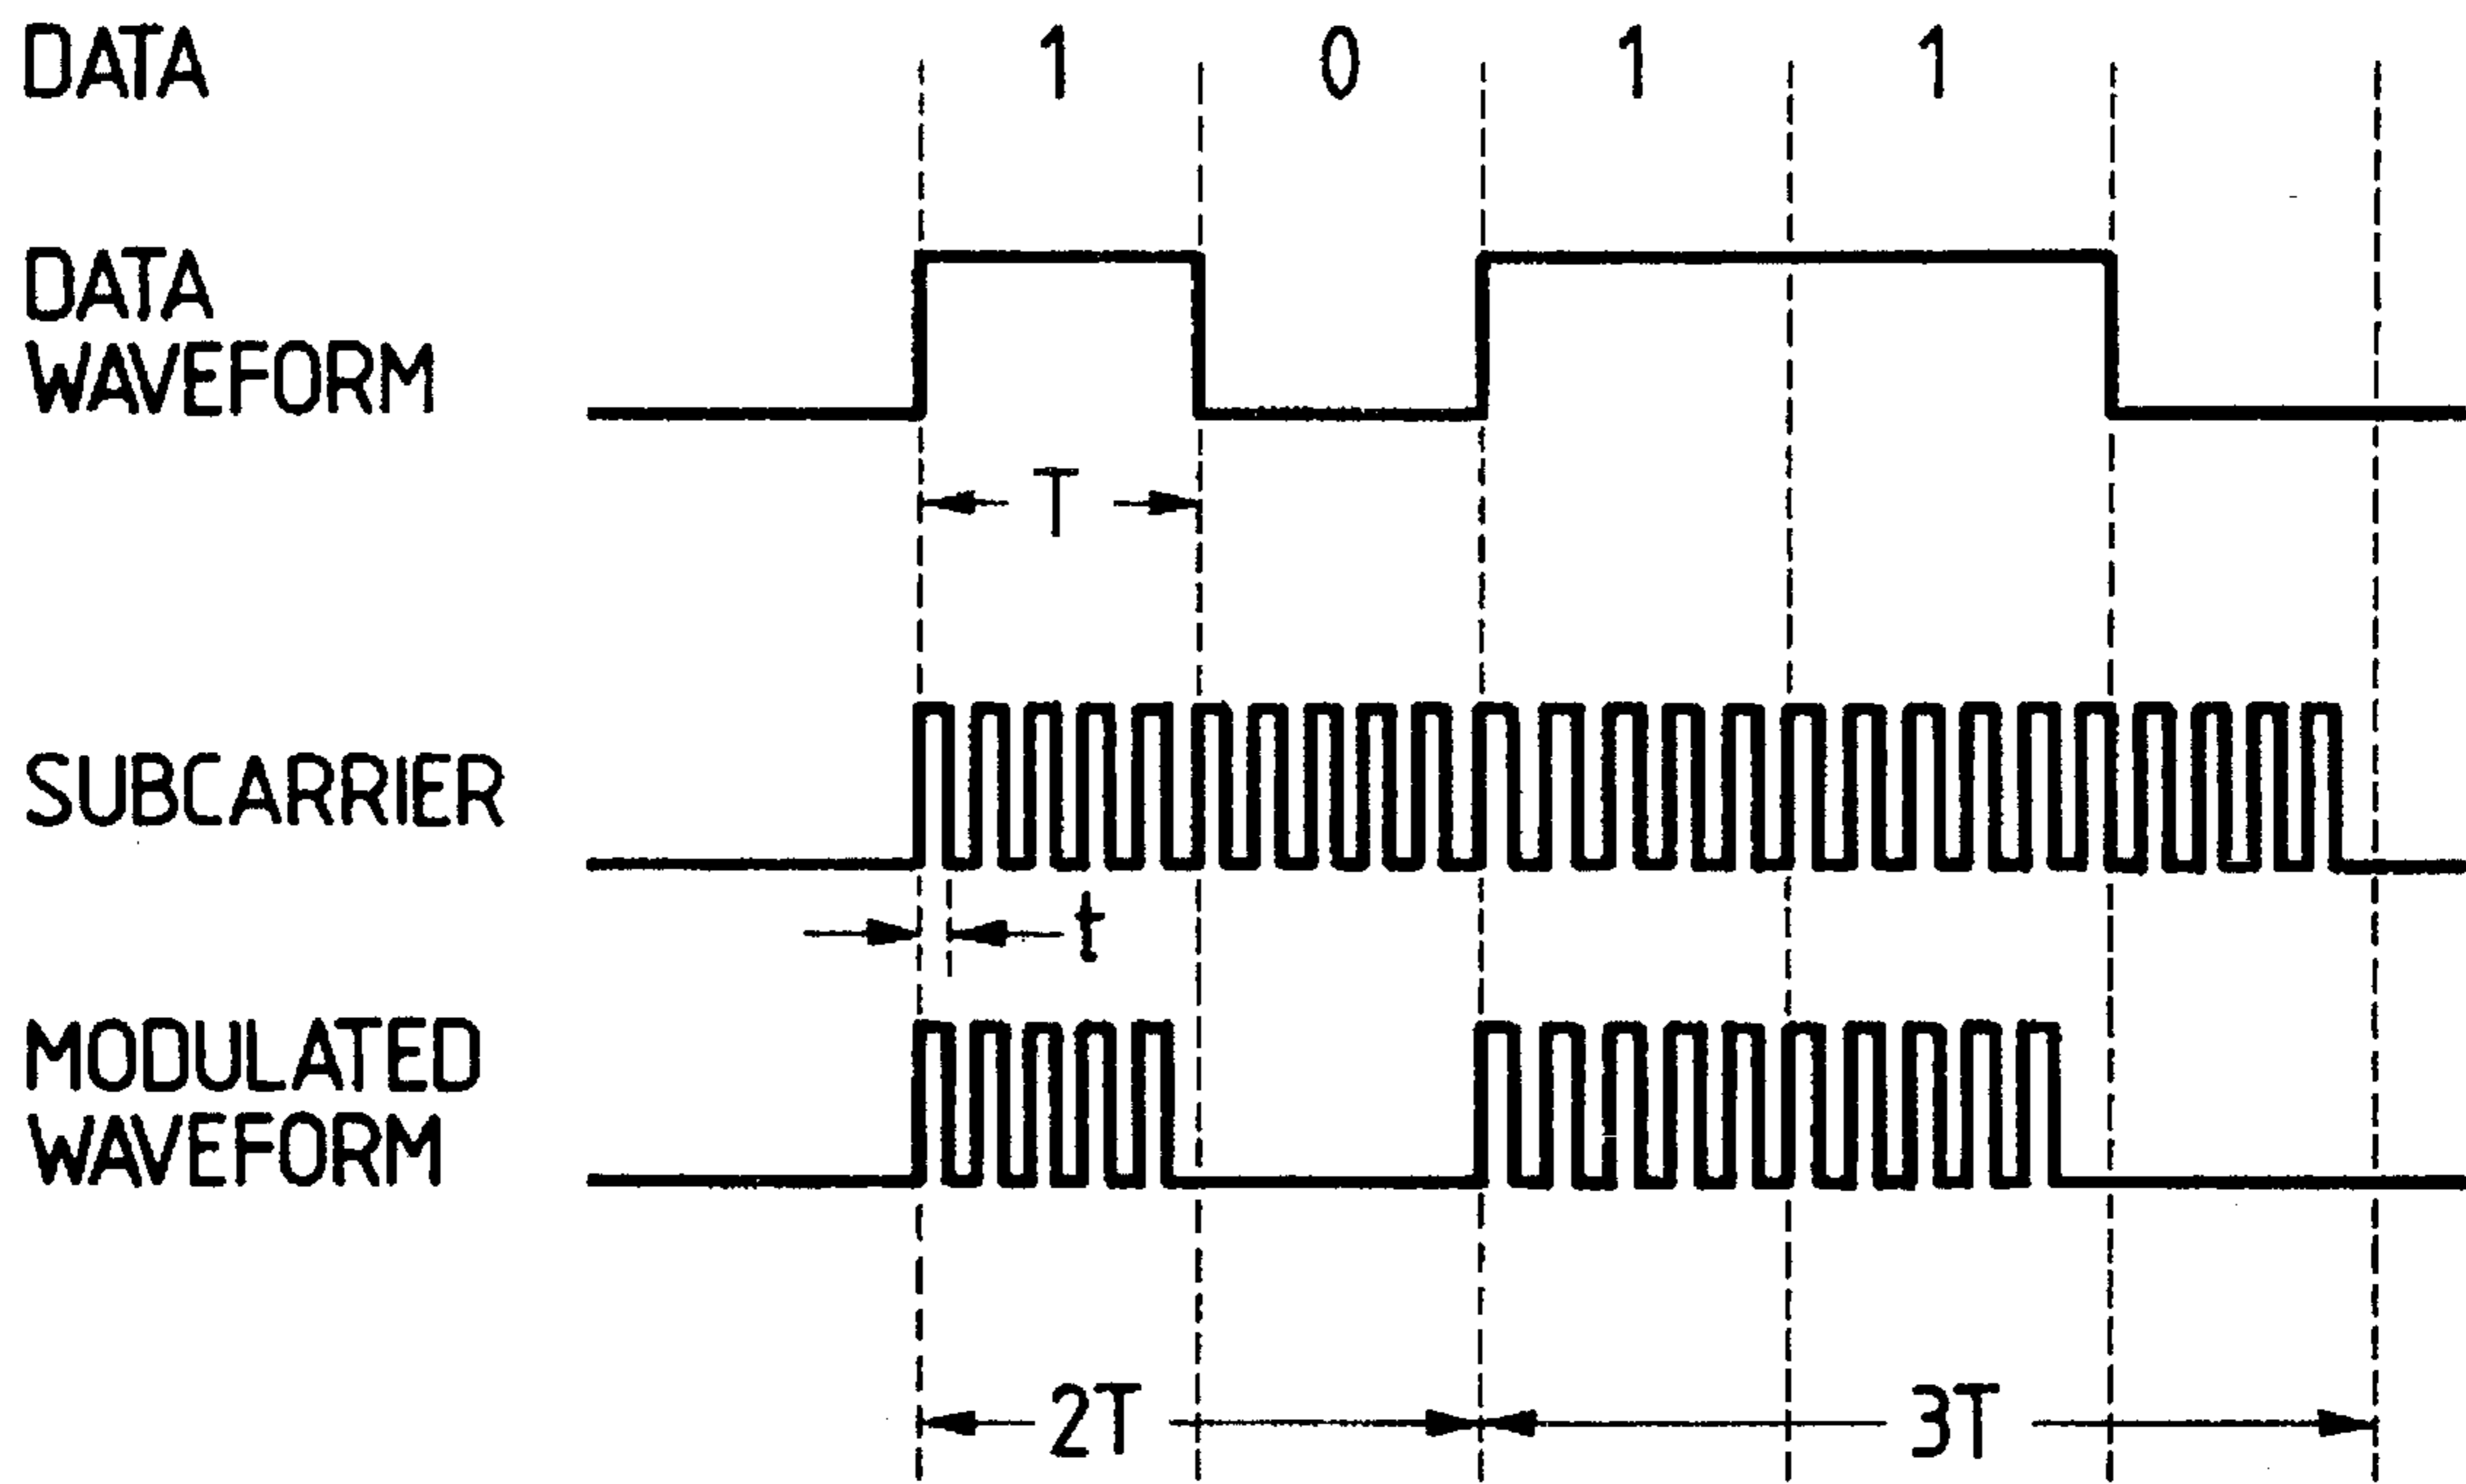 DATA 1 0 1 1
DATA
WAVEFORM
T
SUBCARRIER
t
MODULATED
WAVEFORM
2T 3T